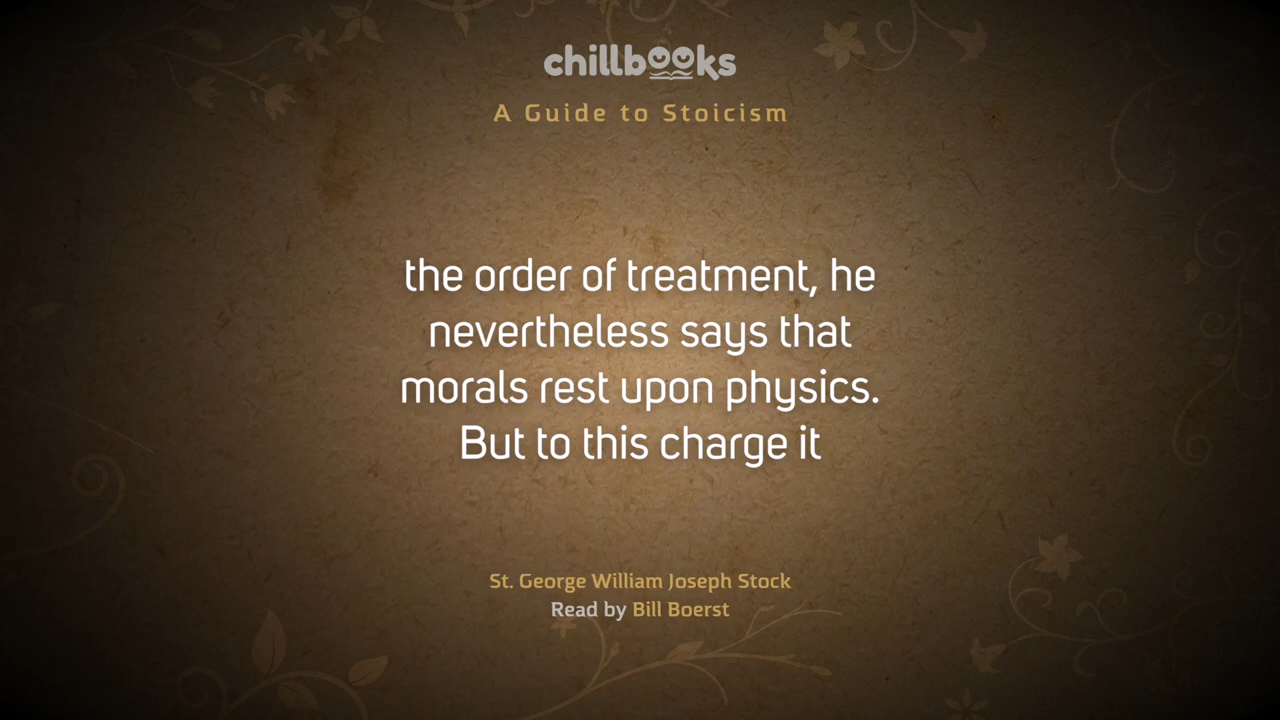 chillbooks
A Guide to Stoicism
the order of treatment, he
nevertheless says that
morals rest upon physics.
But to this charge it
St. George William Joseph Stock
Read by Bill Boerst